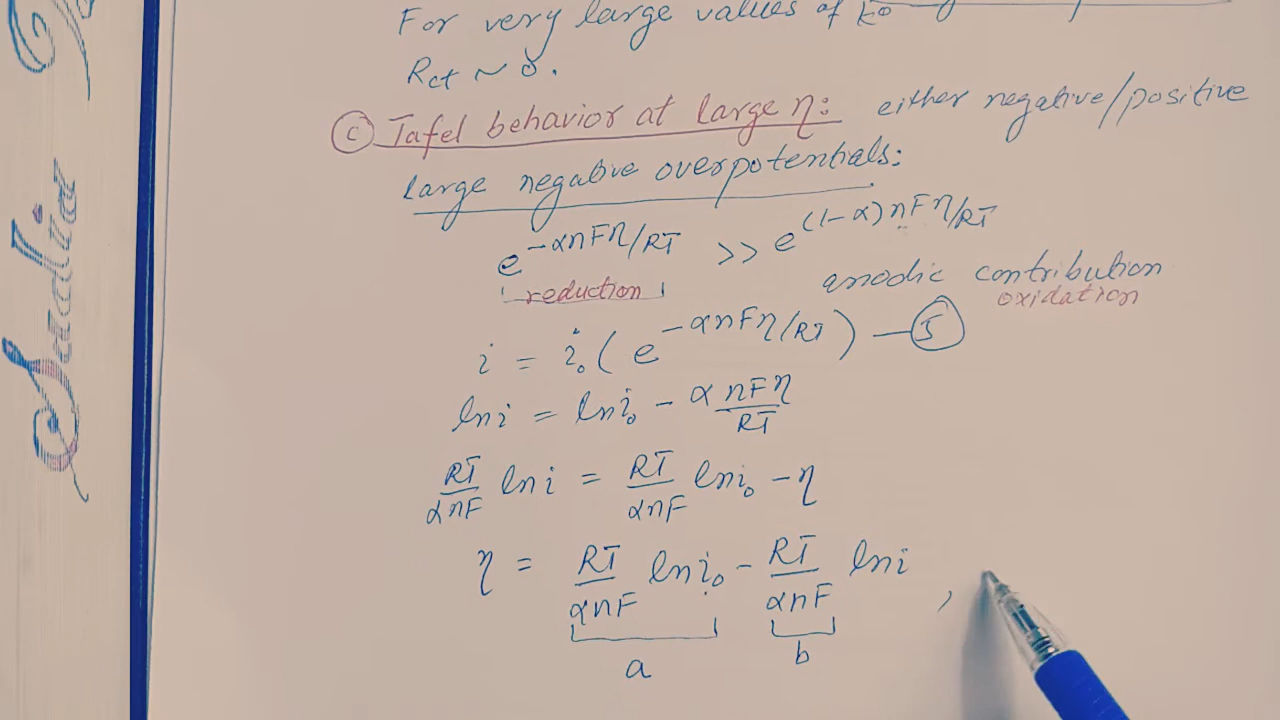 For very large values of k°
Rct ~ 0.
(c) Tafel behavior at large η: either negative/positive
large negative overpotentials:
e^-αnFη/RT >> e^(1-α)nFη/RT
reduction anodic contribution
oxidation
i = i₀(e^-αnFη/RT) — (5)
ln i = ln i₀ - αnFη/RT
RT/αnF ln i = RT/αnF ln i₀ - η
η = RT/αnF ln i₀ - RT/αnF ln i ,
a b
Sadia